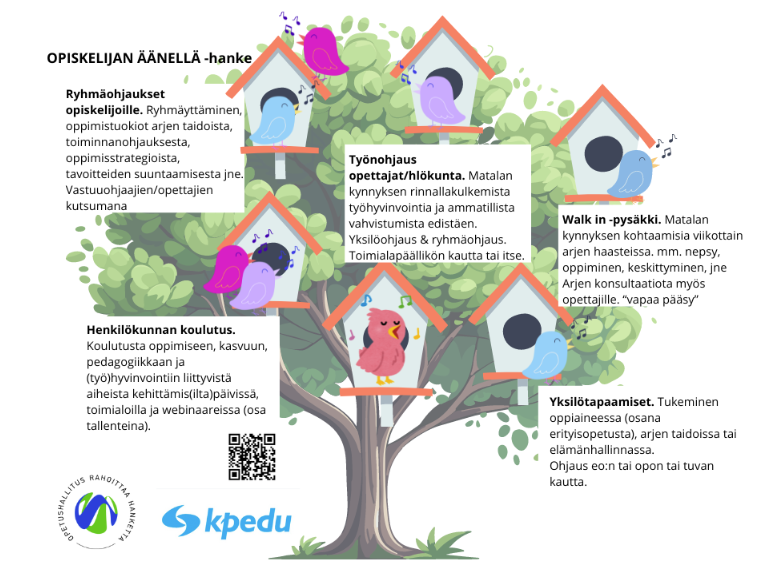 OPISKELIJAN ÄÄNELLÄ -hanke
Ryhmäohjaukset
opiskelijoille. Ryhmäyttäminen,
oppimistuokiot arjen taidoista,
toiminnanohjauksesta,
oppimisstrategioista,
tavoitteiden suuntaamisesta jne.
Vastuuohjaajien/opettajien
kutsumana
Työnohjaus
opettajat/hlökunta. Matalan
kynnyksen rinnallakulkemista
työhyvinvointia ja ammatillista
vahvistumista edistäen.
Yksilöohjaus & ryhmäohjaus.
Toimialapäällikön kautta tai itse.
Walk in -pysäkki. Matalan
kynnyksen kohtaamisia viikottain
arjen haasteissa. mm. nepsy,
oppiminen, keskittyminen, jne
Arjen konsultaatiota myös
opettajille. “vapaa pääsy”
Henkilökunnan koulutus.
Koulutusta oppimiseen, kasvuun,
pedagogiikkaan ja
(työ)hyvinvointiin liittyvistä
aiheista kehittämis(ilta)päivissä,
toimialoilla ja webinaareissa (osa
tallenteina).
Yksilötapaamiset. Tukeminen
oppiaineessa (osana
erityisopetusta), arjen taidoissa tai
elämänhallinnassa.
Ohjaus eo:n tai opon tai tuvan
kautta.
OPETUSHALLITUS RAHOITTAA HANKETTA
kpedu